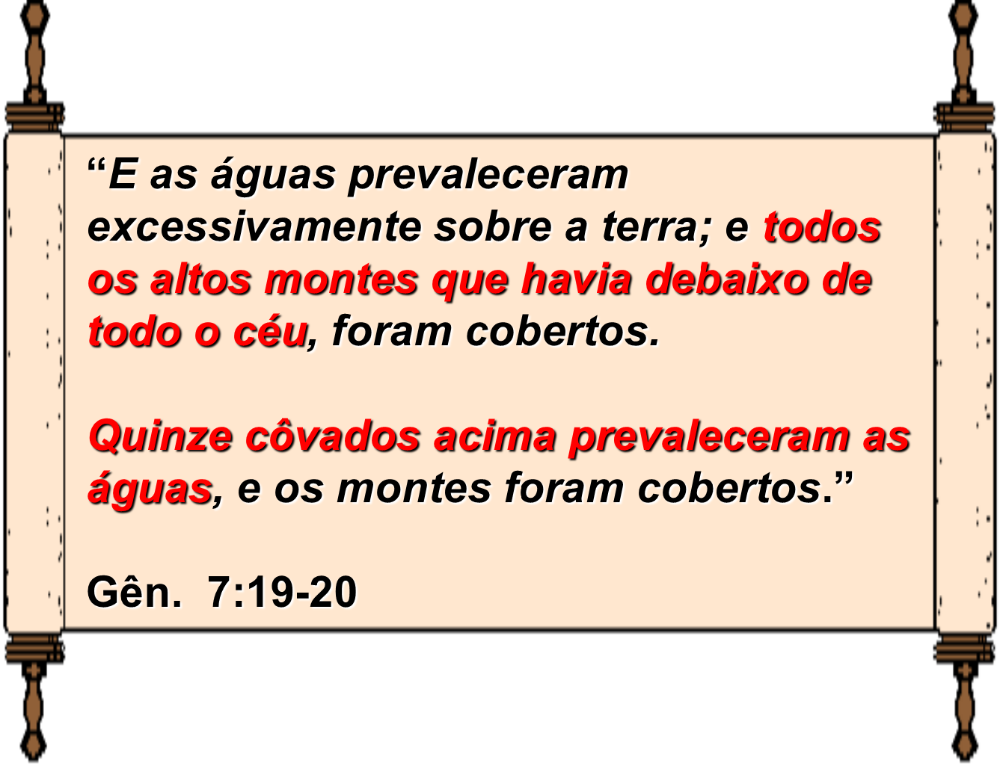 “E as águas prevaleceram
excessivamente sobre a terra; e todos
os altos montes que havia debaixo de
todo o céu, foram cobertos.
Quinze côvados acima prevaleceram as
águas, e os montes foram cobertos.”
Gên.  7:19-20